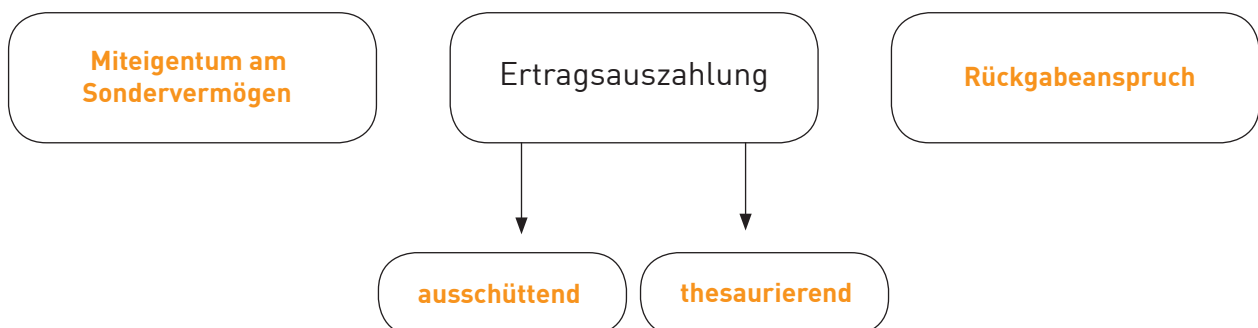 Miteigentum am
Sondervermögen
Ertragsauszahlung
Rückgabeanspruch
ausschüttend
thesaurierend